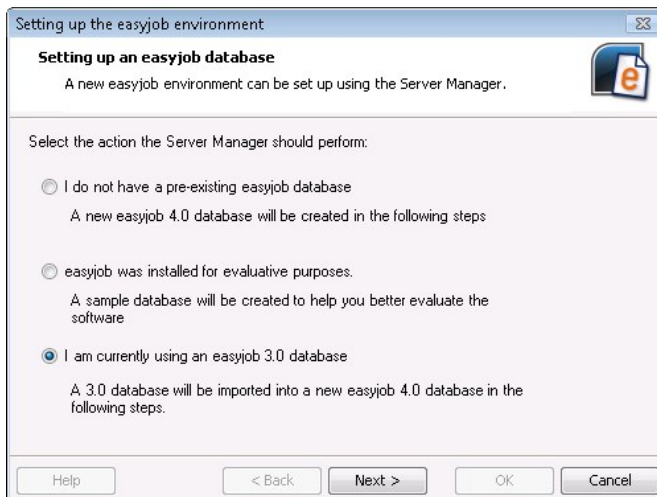 Setting up the easyjob environment
Setting up an easyjob database
A new easyjob environment can be set up using the Server Manager.
e
Select the action the Server Manager should perform:
I do not have a pre-existing easyjob database
A new easyjob 4.0 database will be created in the following steps
easyjob was installed for evaluative purposes.
A sample database will be created to help you better evaluate the
software
I am currently using an easyjob 3.0 database
A 3.0 database will be imported into a new easyjob 4.0 database in the
following steps.
Help
< Back
Next >
OK
Cancel